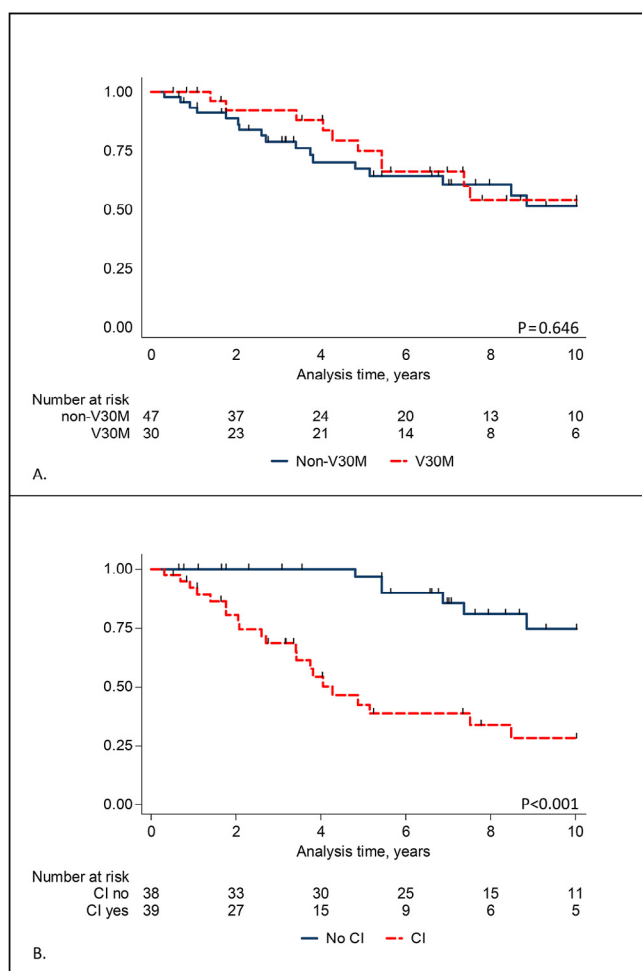 1.00
0.75
0.50
0.25
0.00
P=0.646
0 2 4 6 8 10
Analysis time, years
Number at risk
non-V30M 47 37 24 20 13 10
V30M 30 23 21 14 8 6
Non-V30M V30M
A.
1.00
0.75
0.50
0.25
0.00
P<0.001
0 2 4 6 8 10
Analysis time, years
Number at risk
CI no 38 33 30 25 15 11
CI yes 39 27 15 9 6 5
No CI CI
B.